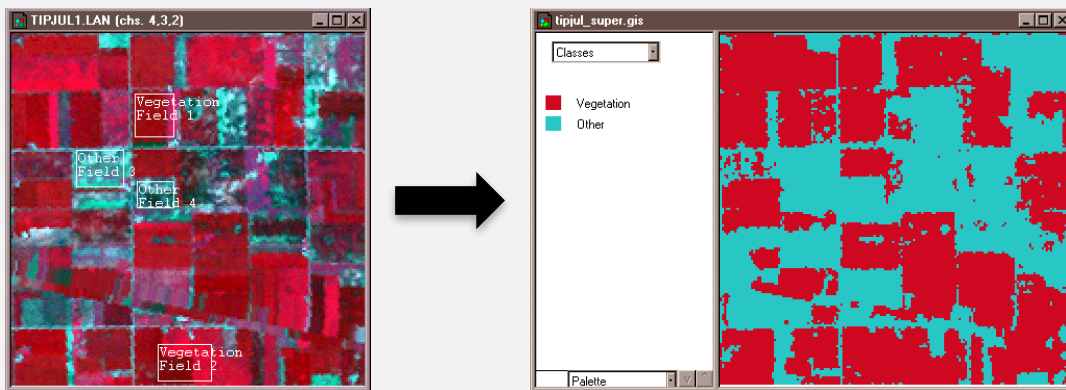 TIPJUL1.LAN (chs. 4,3,2)
Vegetation
Field 1
Other
Field 3
Other
Field 4
Vegetation
Field 2
tipjul_super.gis
Classes
Vegetation
Other
Palette